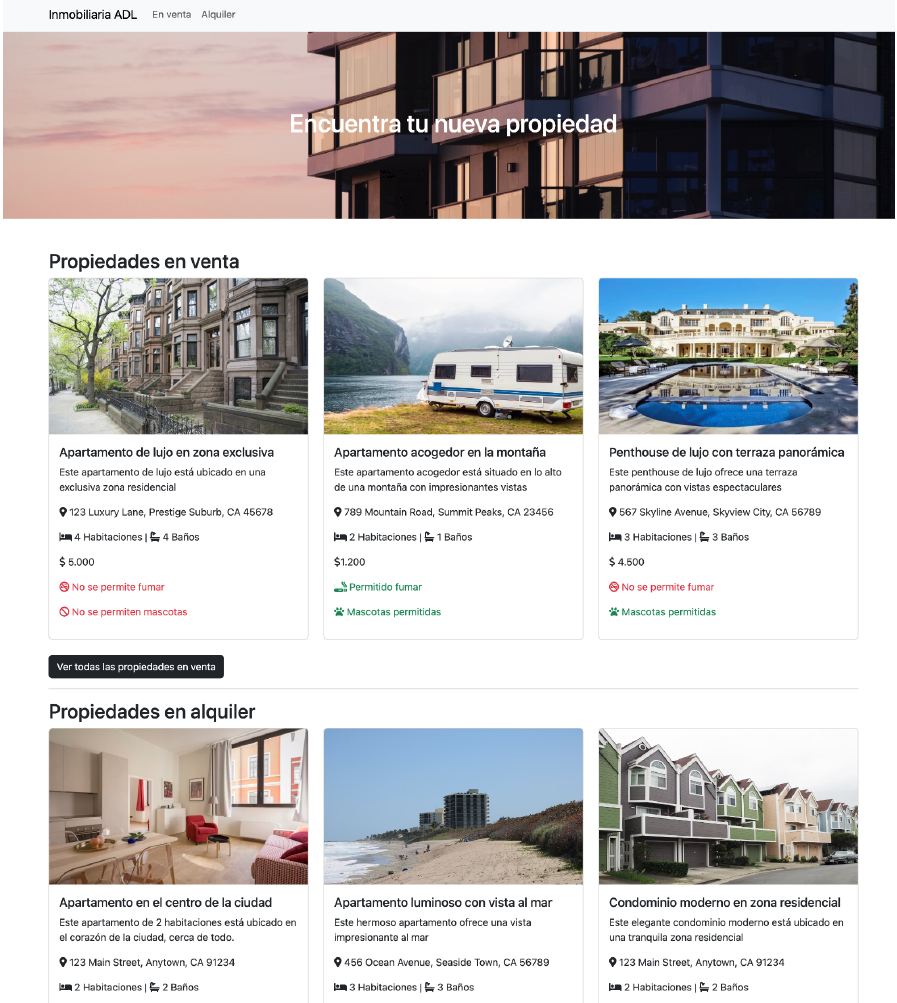 Inmobiliaria ADL En venta Alquiler
Encuentra tu nueva propiedad
Propiedades en venta
Apartamento de lujo en zona exclusiva
Este apartamento de lujo está ubicado en una
exclusiva zona residencial
123 Luxury Lane, Prestige Suburb, CA 45678
4 Habitaciones | 4 Baños
$ 5.000
No se permite fumar
No se permiten mascotas
Apartamento acogedor en la montaña
Este apartamento acogedor está situado en lo alto
de una montaña con impresionantes vistas
789 Mountain Road, Summit Peaks, CA 23456
2 Habitaciones | 1 Baños
$1.200
Permitido fumar
Mascotas permitidas
Penthouse de lujo con terraza panorámica
Este penthouse de lujo ofrece una terraza
panorámica con vistas espectaculares
567 Skyline Avenue, Skyview City, CA 56789
3 Habitaciones | 3 Baños
$ 4.500
No se permite fumar
Mascotas permitidas
Ver todas las propiedades en venta
Propiedades en alquiler
Apartamento en el centro de la ciudad
Este apartamento de 2 habitaciones está ubicado en
el corazón de la ciudad, cerca de todo.
123 Main Street, Anytown, CA 91234
2 Habitaciones | 2 Baños
Apartamento luminoso con vista al mar
Este hermoso apartamento ofrece una vista
impresionante al mar
456 Ocean Avenue, Seaside Town, CA 56789
3 Habitaciones | 3 Baños
Condominio moderno en zona residencial
Este elegante condominio moderno está ubicado en
una tranquila zona residencial
123 Main Street, Anytown, CA 91234
2 Habitaciones | 2 Baños